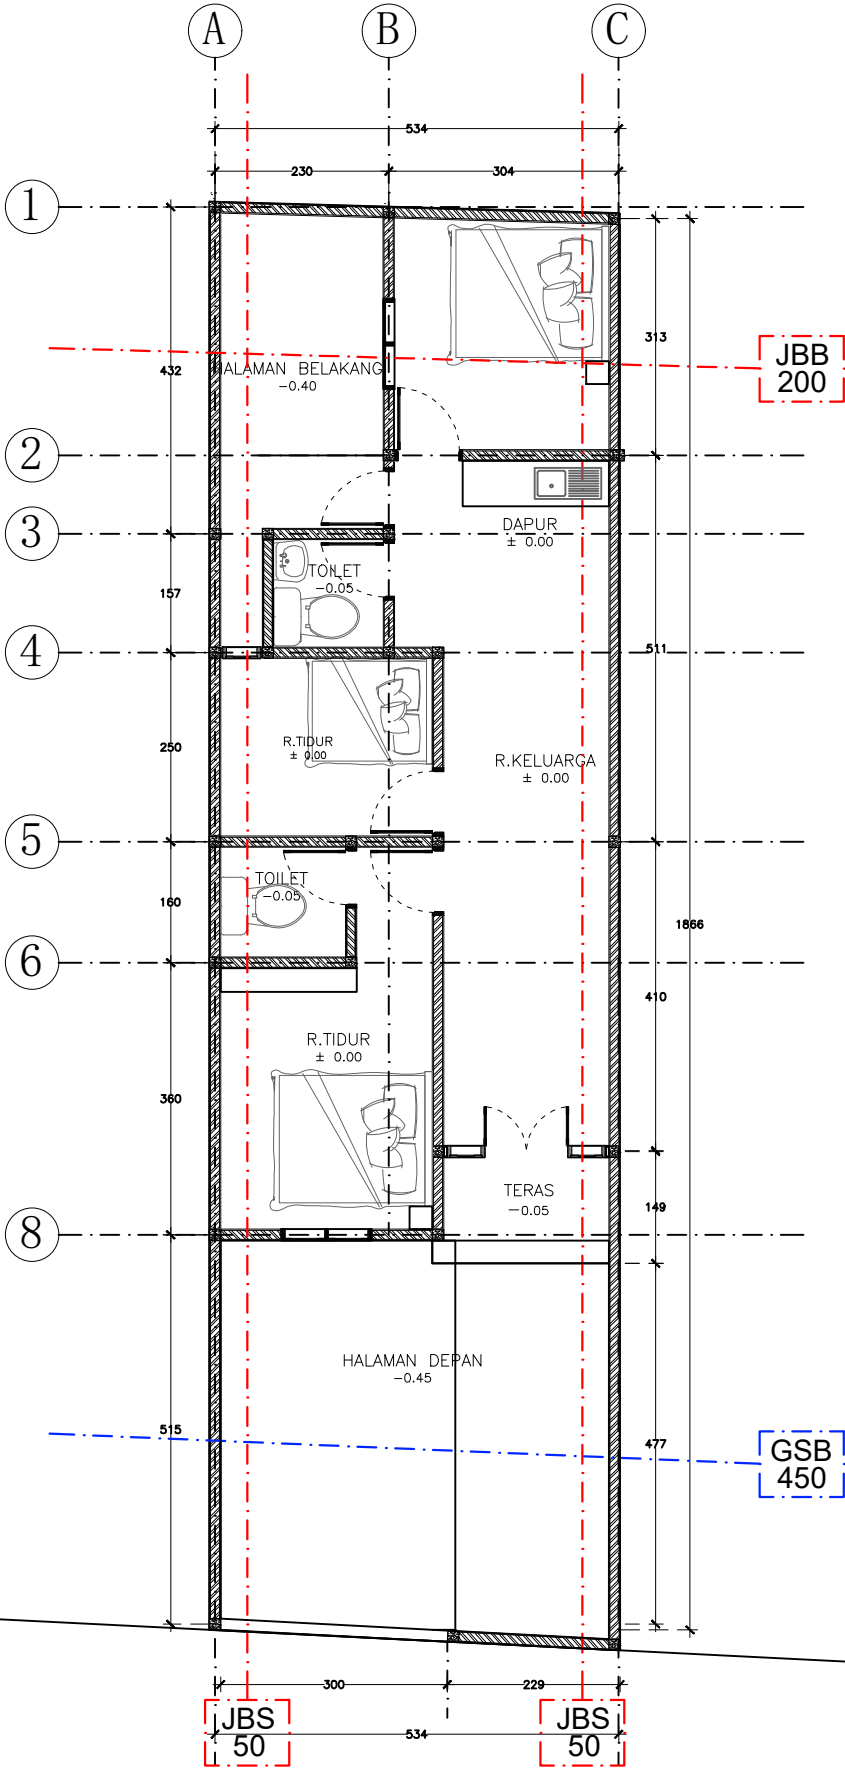 A
B
C
534
230
304
1
313
JBB
200
432
HALAMAN BELAKANG
-0.40
2
DAPUR
± 0.00
3
TOILET
-0.05
157
4
511
R.TIDUR
± 0.00
250
R.KELUARGA
± 0.00
5
TOILET
-0.05
160
1866
6
410
R.TIDUR
± 0.00
360
TERAS
-0.05
149
8
HALAMAN DEPAN
-0.45
515
477
GSB
450
300
229
JBS
50
534
JBS
50